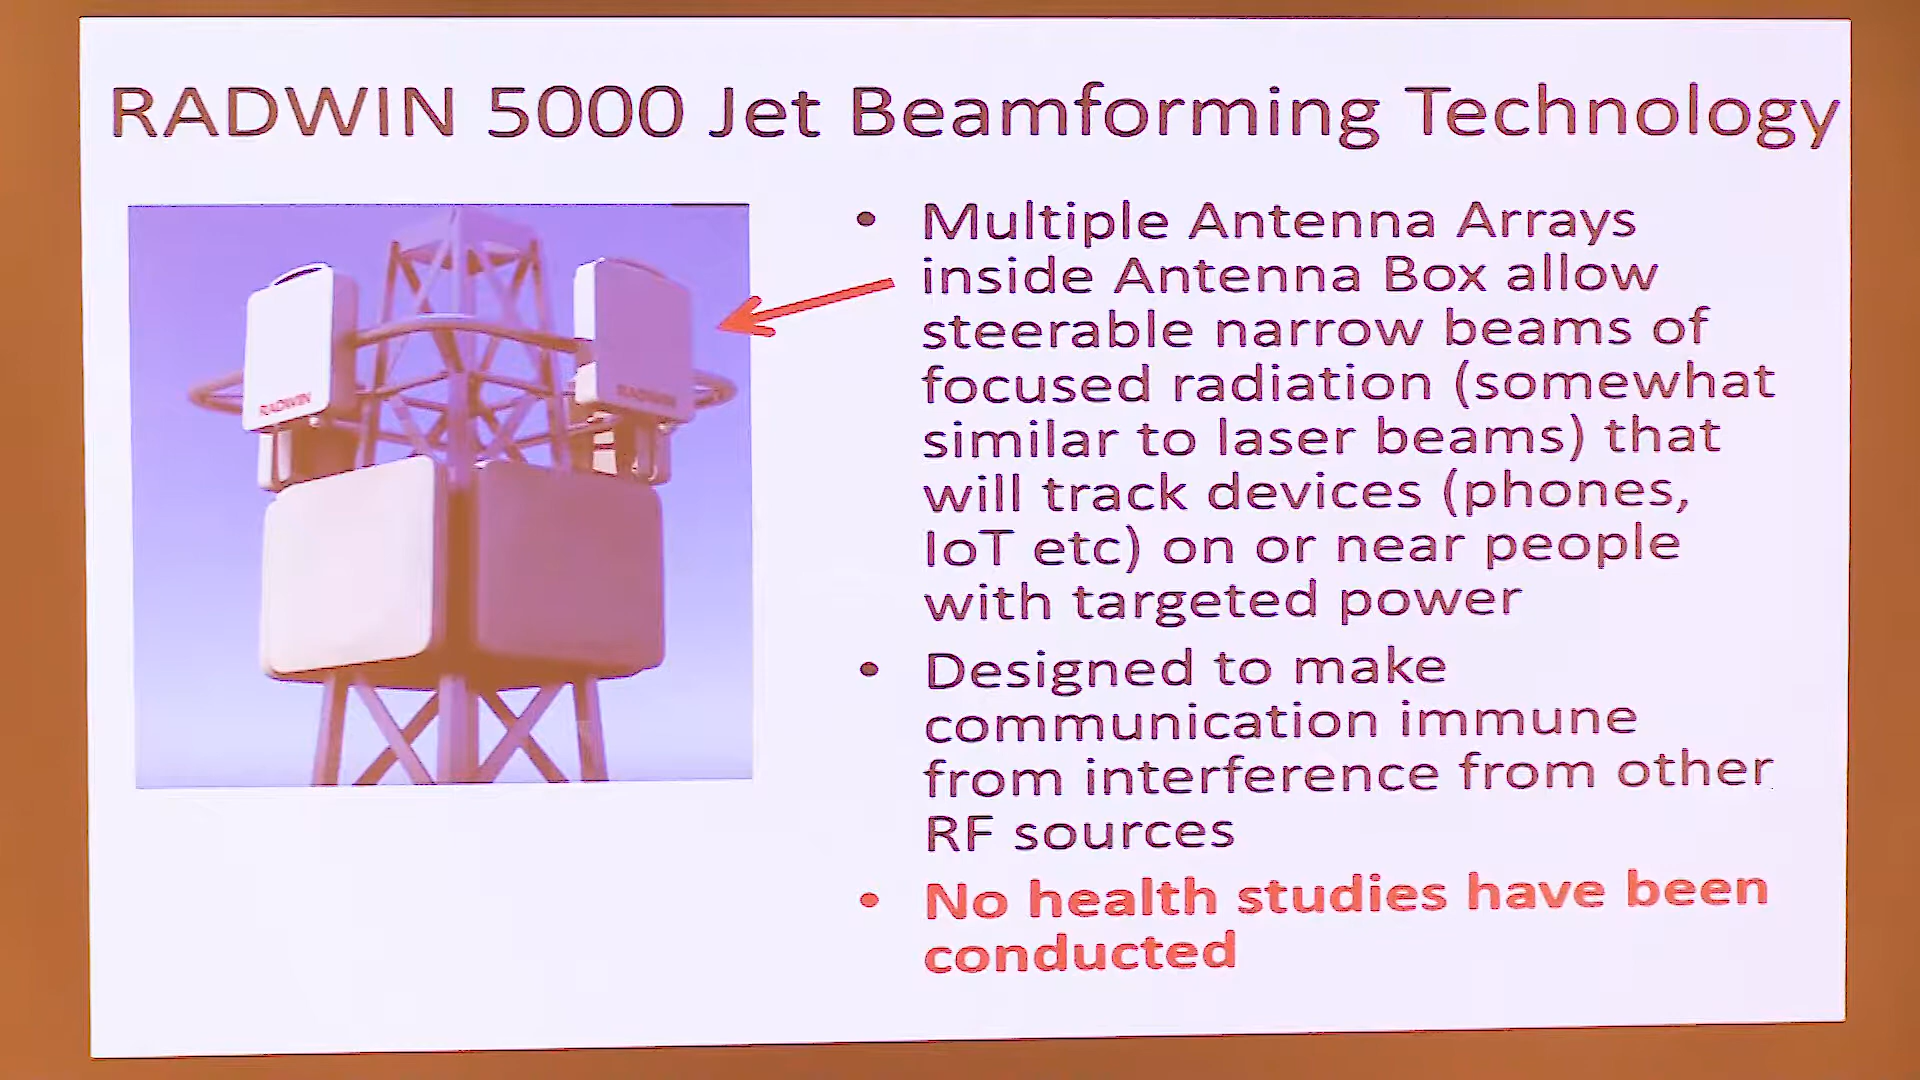 RADWIN 5000 Jet Beamforming Technology
RADWIN
RADWIN
• Multiple Antenna Arrays
inside Antenna Box allow
steerable narrow beams of
focused radiation (somewhat
similar to laser beams) that
will track devices (phones,
IoT etc) on or near people
with targeted power
• Designed to make
communication immune
from interference from other
RF sources
• No health studies have been
conducted